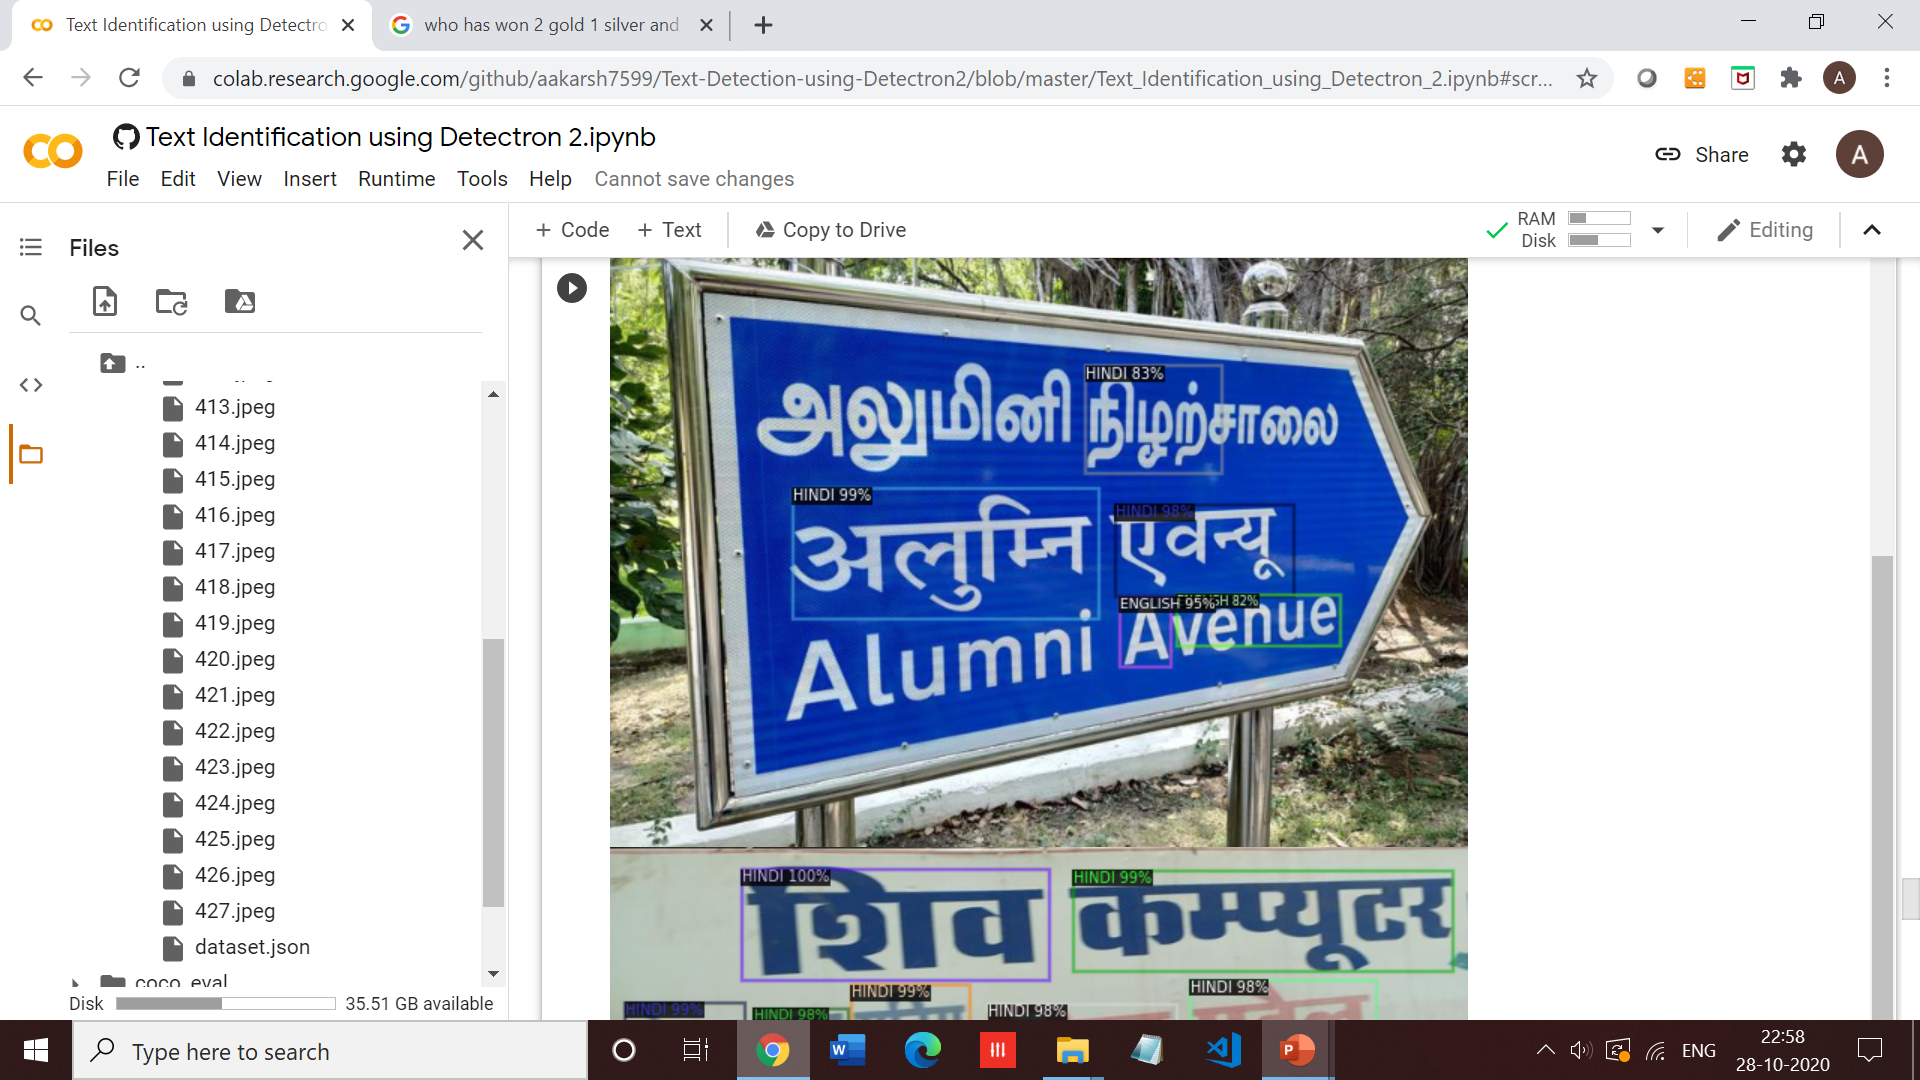 Text Identification using Detectro
who has won 2 gold 1 silver and
colab.research.google.com/github/aakarsh7599/Text-Detection-using-Detectron2/blob/master/Text_Identification_using_Detectron_2.ipynb#scr...
A
Text Identification using Detectron 2.ipynb
File Edit View Insert Runtime Tools Help Cannot save changes
Share
A
Files
+ Code + Text Copy to Drive
RAM
Disk
Editing
..
413.jpeg
414.jpeg
415.jpeg
416.jpeg
417.jpeg
418.jpeg
419.jpeg
420.jpeg
421.jpeg
422.jpeg
423.jpeg
424.jpeg
425.jpeg
426.jpeg
427.jpeg
dataset.json
coco_eval
Disk 35.51 GB available
HINDI 83%
அலுமினி நிழற்சாலை
HINDI 99%
HINDI 98%
अलुम्नि एवन्यू
ENGLISH 95% SH 82%
Alumni Avenue
HINDI 100% HINDI 99%
शिव कम्प्यूटर
HINDI 99% HINDI 98%
HINDI 99% HINDI 98% HINDI 98%
Type here to search
ENG
22:58
28-10-2020